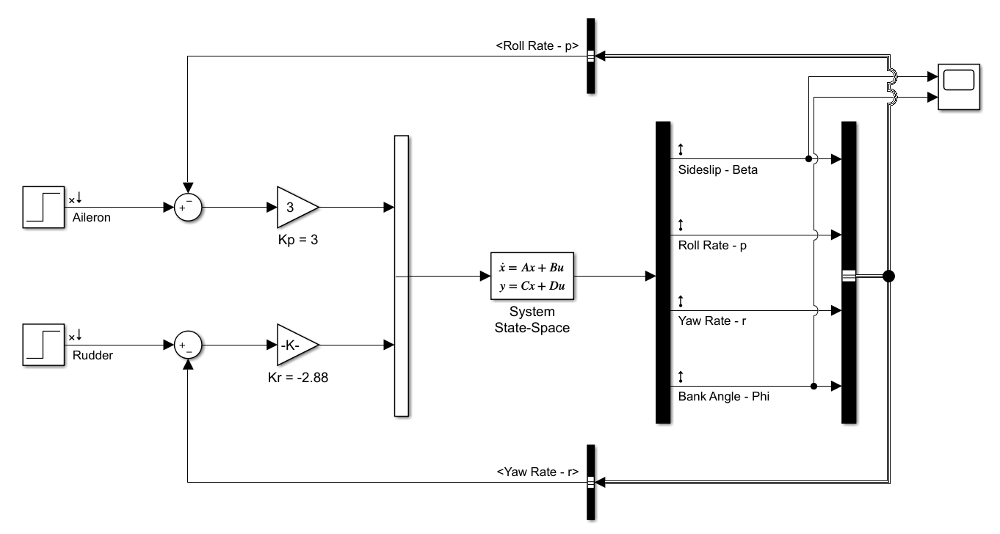 <Roll Rate - p>
Sideslip - Beta
Aileron
3
Kp = 3
Roll Rate - p
ẋ = Ax + Bu
y = Cx + Du
System
State-Space
Yaw Rate - r
Rudder
-K-
Kr = -2.88
Bank Angle - Phi
<Yaw Rate - r>